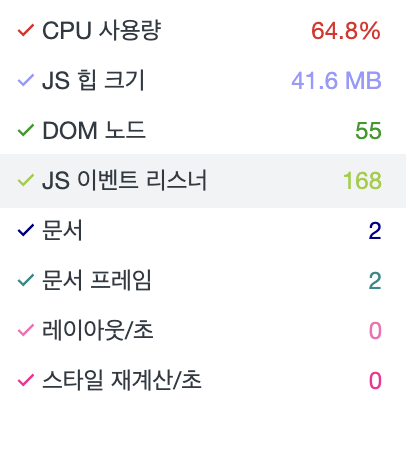 CPU 사용량 64.8%
JS 힙 크기 41.6 MB
DOM 노드 55
JS 이벤트 리스너 168
문서 2
문서 프레임 2
레이아웃/초 0
스타일 재계산/초 0